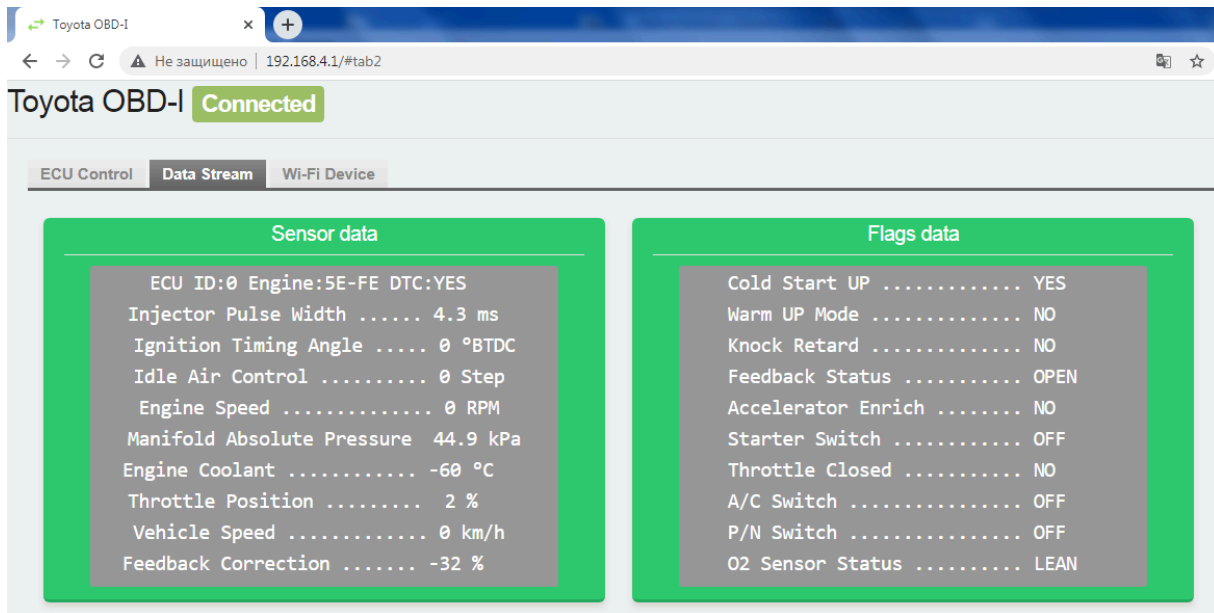 Toyota OBD-I
Не защищено | 192.168.4.1/#tab2
Toyota OBD-I Connected
ECU Control Data Stream Wi-Fi Device
Sensor data
ECU ID:0 Engine:5E-FE DTC:YES
Injector Pulse Width ...... 4.3 ms
Ignition Timing Angle ..... 0 °BTDC
Idle Air Control .......... 0 Step
Engine Speed .............. 0 RPM
Manifold Absolute Pressure 44.9 kPa
Engine Coolant ............ -60 °C
Throttle Position ......... 2 %
Vehicle Speed ............. 0 km/h
Feedback Correction ....... -32 %
Flags data
Cold Start UP ............. YES
Warm UP Mode .............. NO
Knock Retard .............. NO
Feedback Status ........... OPEN
Accelerator Enrich ........ NO
Starter Switch ............ OFF
Throttle Closed ........... NO
A/C Switch ................ OFF
P/N Switch ................ OFF
O2 Sensor Status .......... LEAN